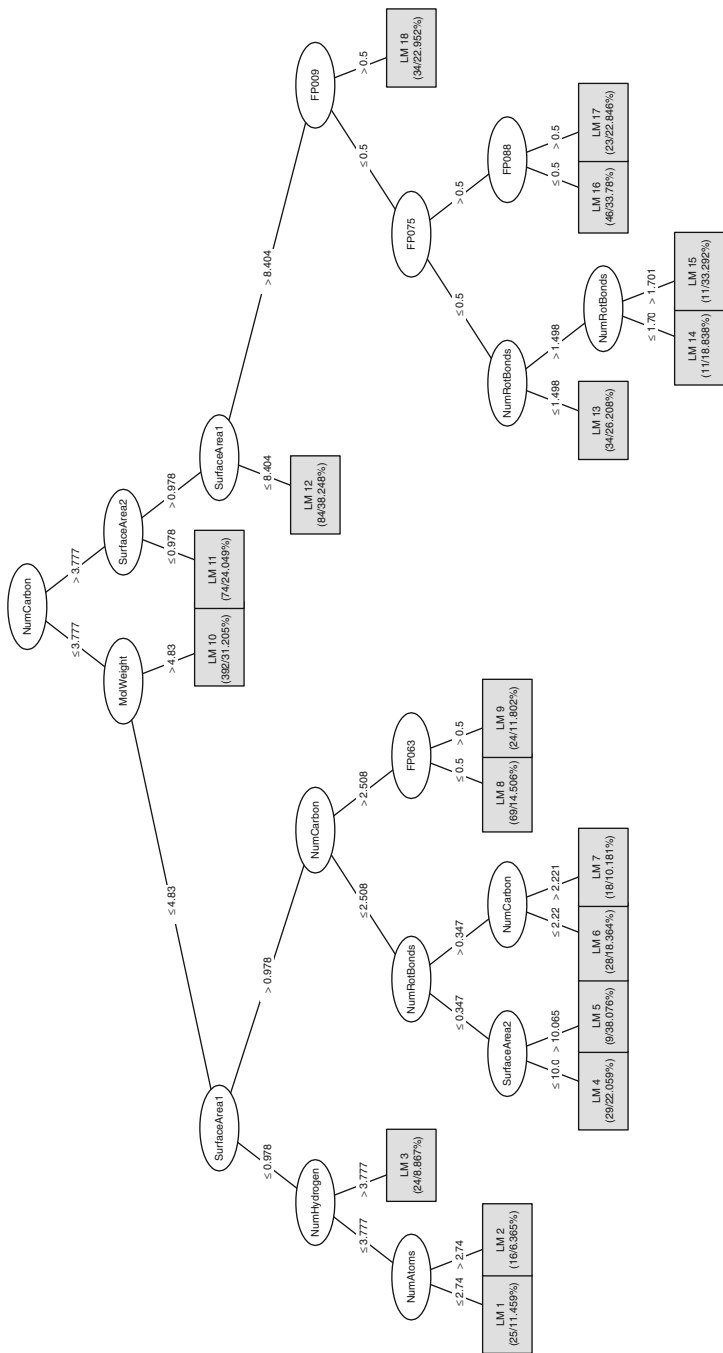 NumCarbon
≤ 3.777
> 3.777
MolWeight
SurfaceArea2
≤ 4.83
> 4.83
≤ 0.978
> 0.978
LM 10
(392/31.205%)
LM 11
(74/24.049%)
SurfaceArea1
SurfaceArea1
≤ 0.978
> 0.978
≤ 8.404
> 8.404
NumHydrogen
NumCarbon
LM 12
(84/38.248%)
FP009
≤ 3.777
> 3.777
≤ 2.508
> 2.508
≤ 0.5
> 0.5
NumAtoms
LM 3
(24/8.867%)
NumRotBonds
FP063
FP075
LM 18
(34/22.952%)
≤ 2.74
> 2.74
≤ 0.347
> 0.347
≤ 0.5
> 0.5
≤ 0.5
> 0.5
LM 1
(25/11.459%)
LM 2
(16/6.365%)
SurfaceArea2
NumCarbon
LM 8
(69/14.506%)
LM 9
(24/11.802%)
NumRotBonds
FP088
≤ 10.0
> 10.065
≤ 2.22
> 2.221
≤ 1.498
> 1.498
≤ 0.5
> 0.5
LM 4
(29/22.059%)
LM 5
(9/38.076%)
LM 6
(28/18.364%)
LM 7
(18/10.181%)
LM 13
(34/26.208%)
NumRotBonds
LM 16
(46/33.78%)
LM 17
(23/22.846%)
≤ 1.70
> 1.701
LM 14
(11/18.838%)
LM 15
(11/33.292%)